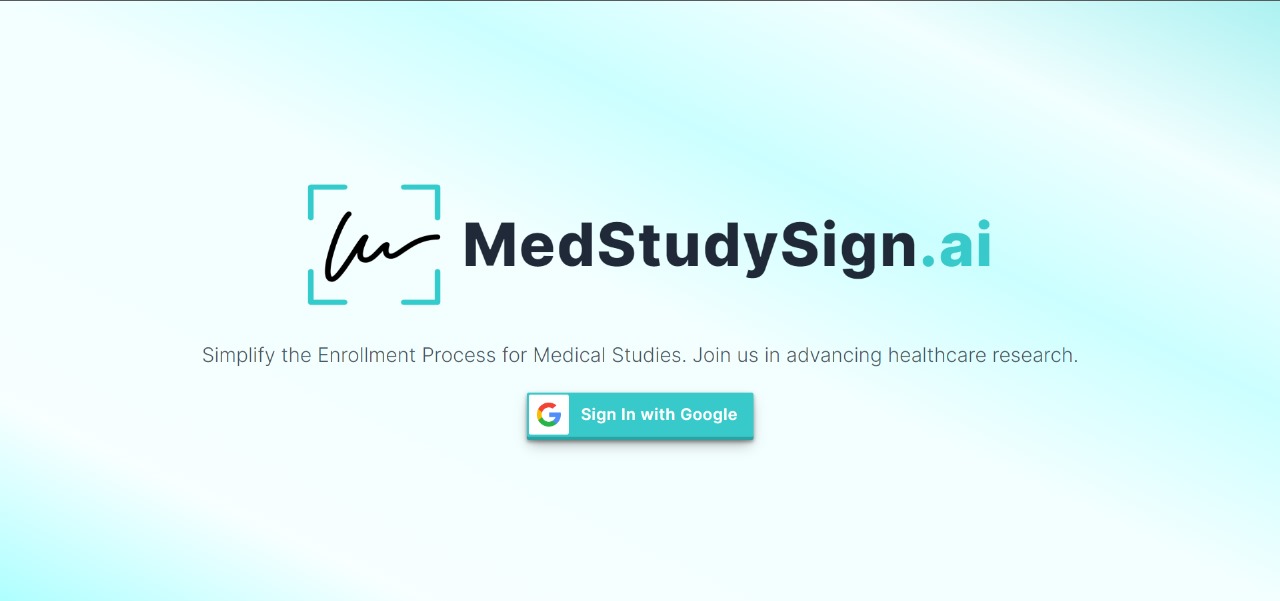 MedStudySign.ai
Simplify the Enrollment Process for Medical Studies. Join us in advancing healthcare research.
Sign In with Google